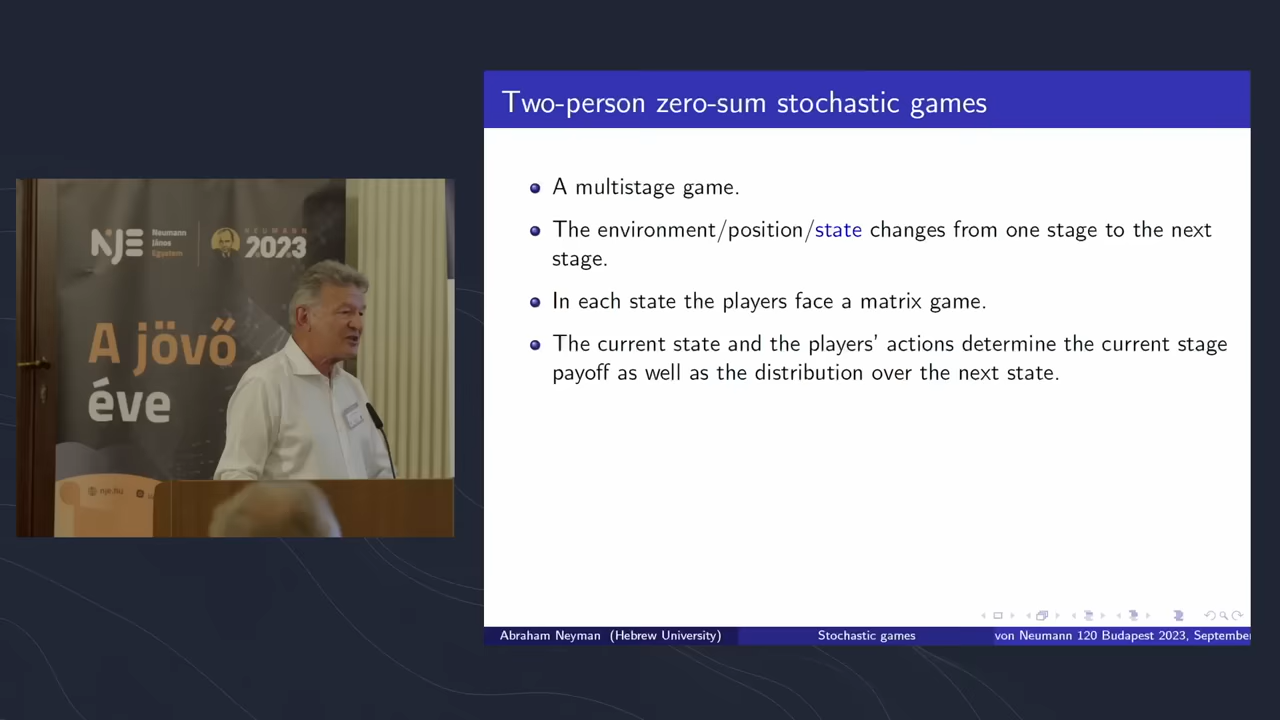 NJE
Neumann
János
Egyetem
NEUMANN
2023
A jövő
éve
nje.hu
Two-person zero-sum stochastic games
A multistage game.
The environment/position/state changes from one stage to the next
stage.
In each state the players face a matrix game.
The current state and the players' actions determine the current stage
payoff as well as the distribution over the next state.
Abraham Neyman (Hebrew University)
Stochastic games
von Neumann 120 Budapest 2023, September